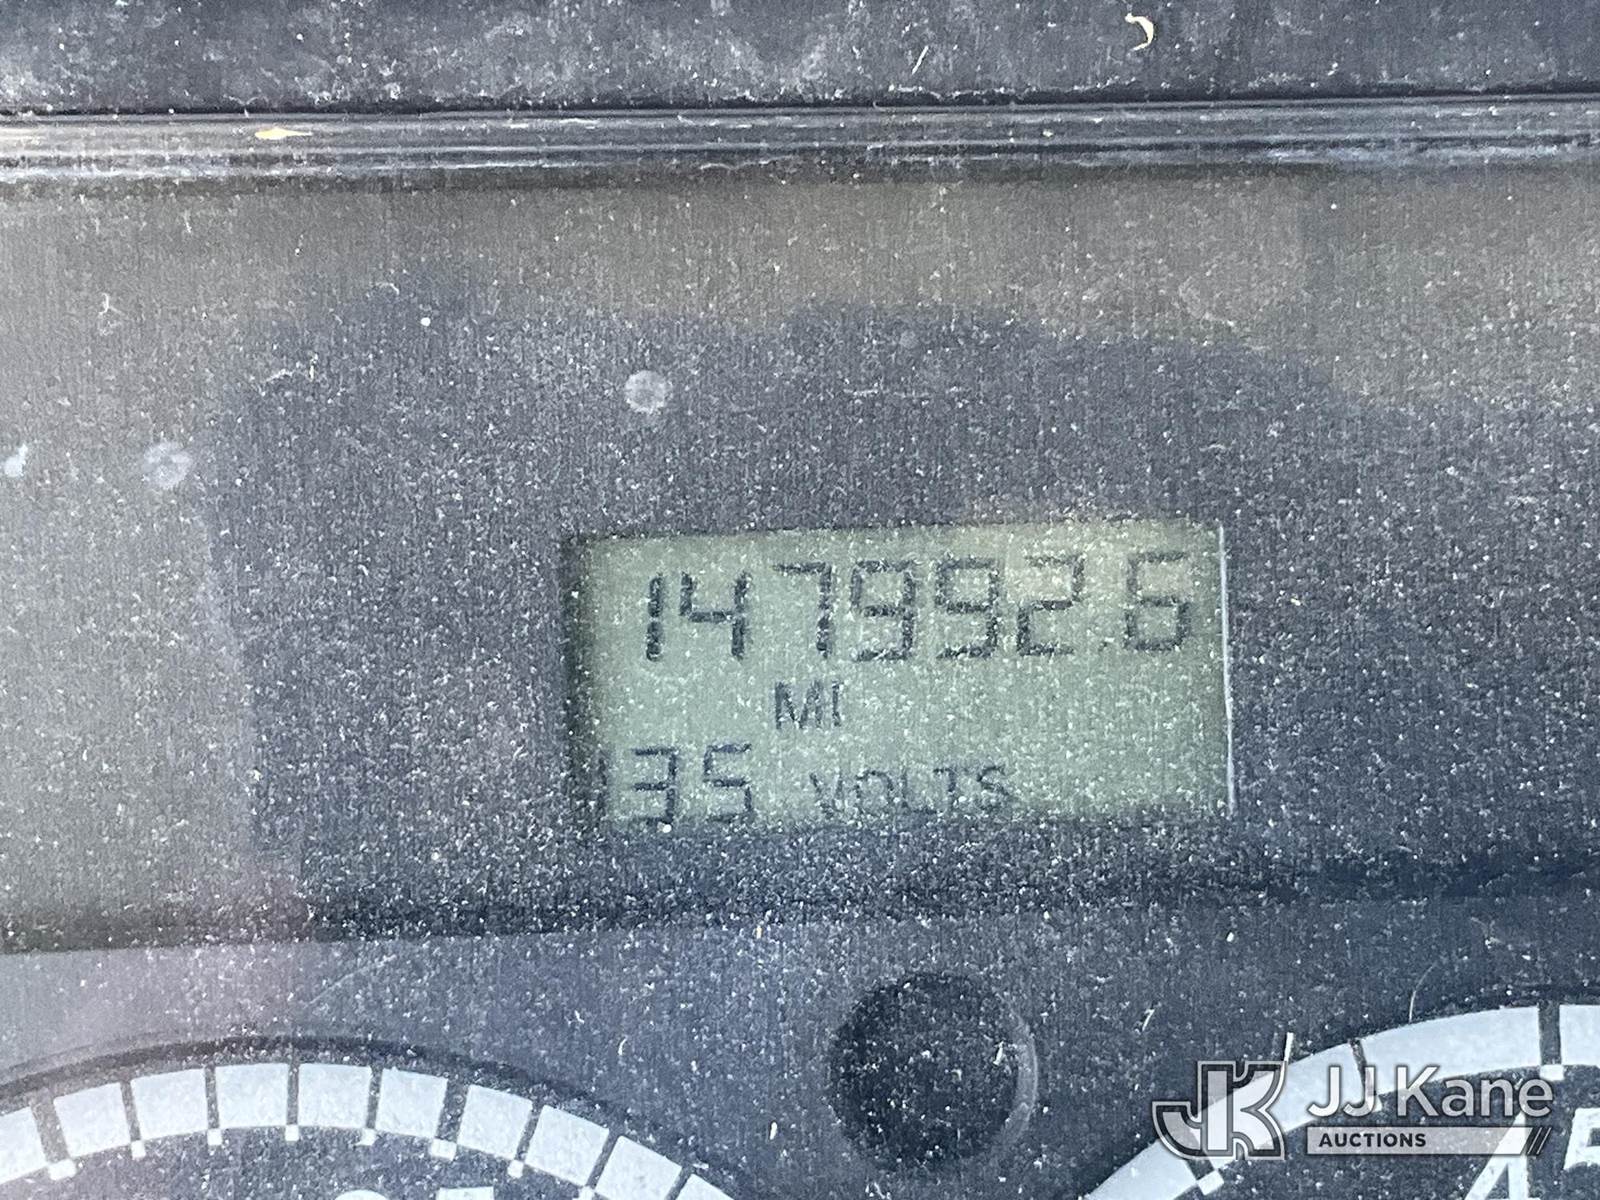 147992.6
MI
13.5 VOLTS
JJ Kane
AUCTIONS